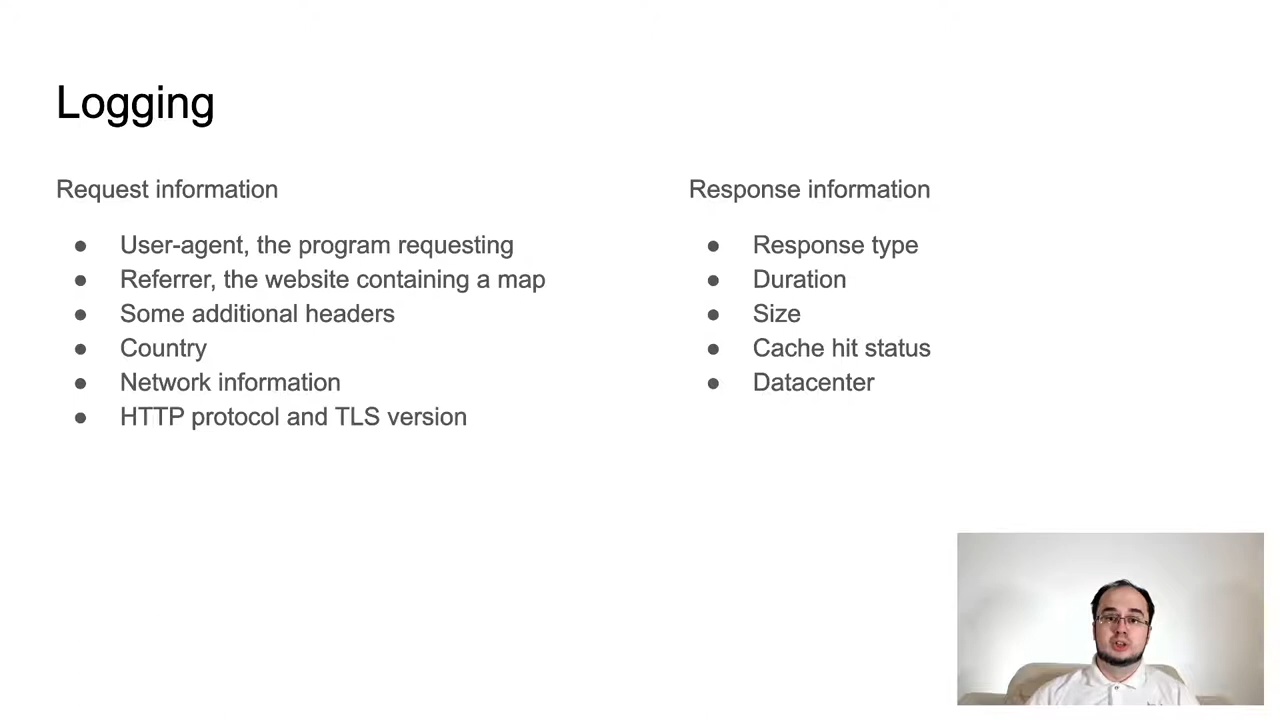 Logging
Request information
● User-agent, the program requesting
● Referrer, the website containing a map
● Some additional headers
● Country
● Network information
● HTTP protocol and TLS version
Response information
● Response type
● Duration
● Size
● Cache hit status
● Datacenter